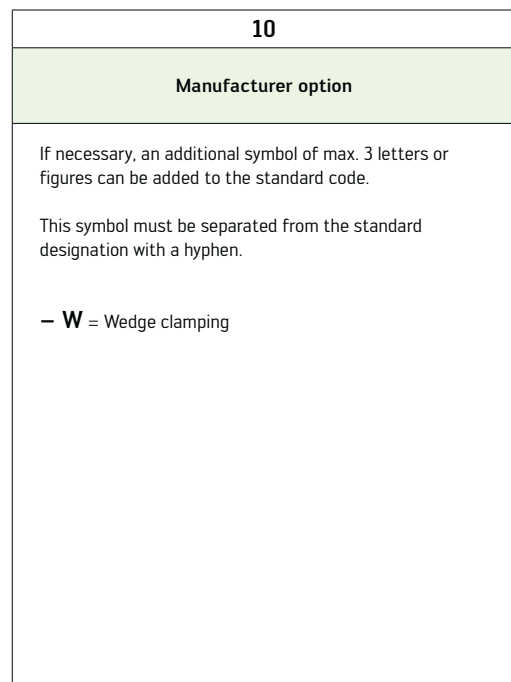 10
Manufacturer option
If necessary, an additional symbol of max. 3 letters or
figures can be added to the standard code.
This symbol must be separated from the standard
designation with a hyphen.
– W = Wedge clamping